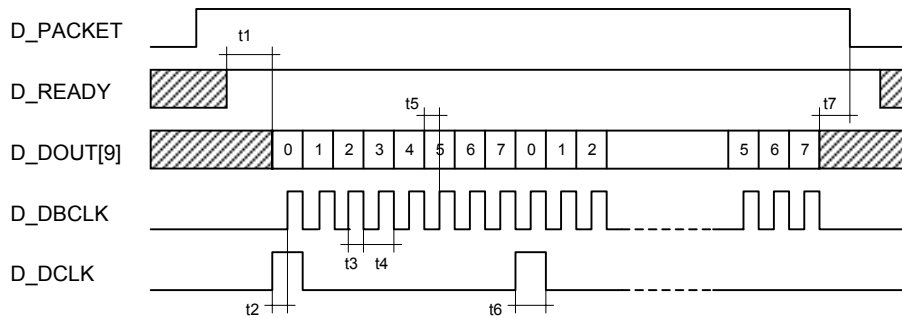 D_PACKET
t1
D_READY
t5
t7
D_DOUT[9]
0 1 2 3 4 5 6 7 0 1 2 5 6 7
D_DBCLK
t3 t4
D_DCLK
t2 t6